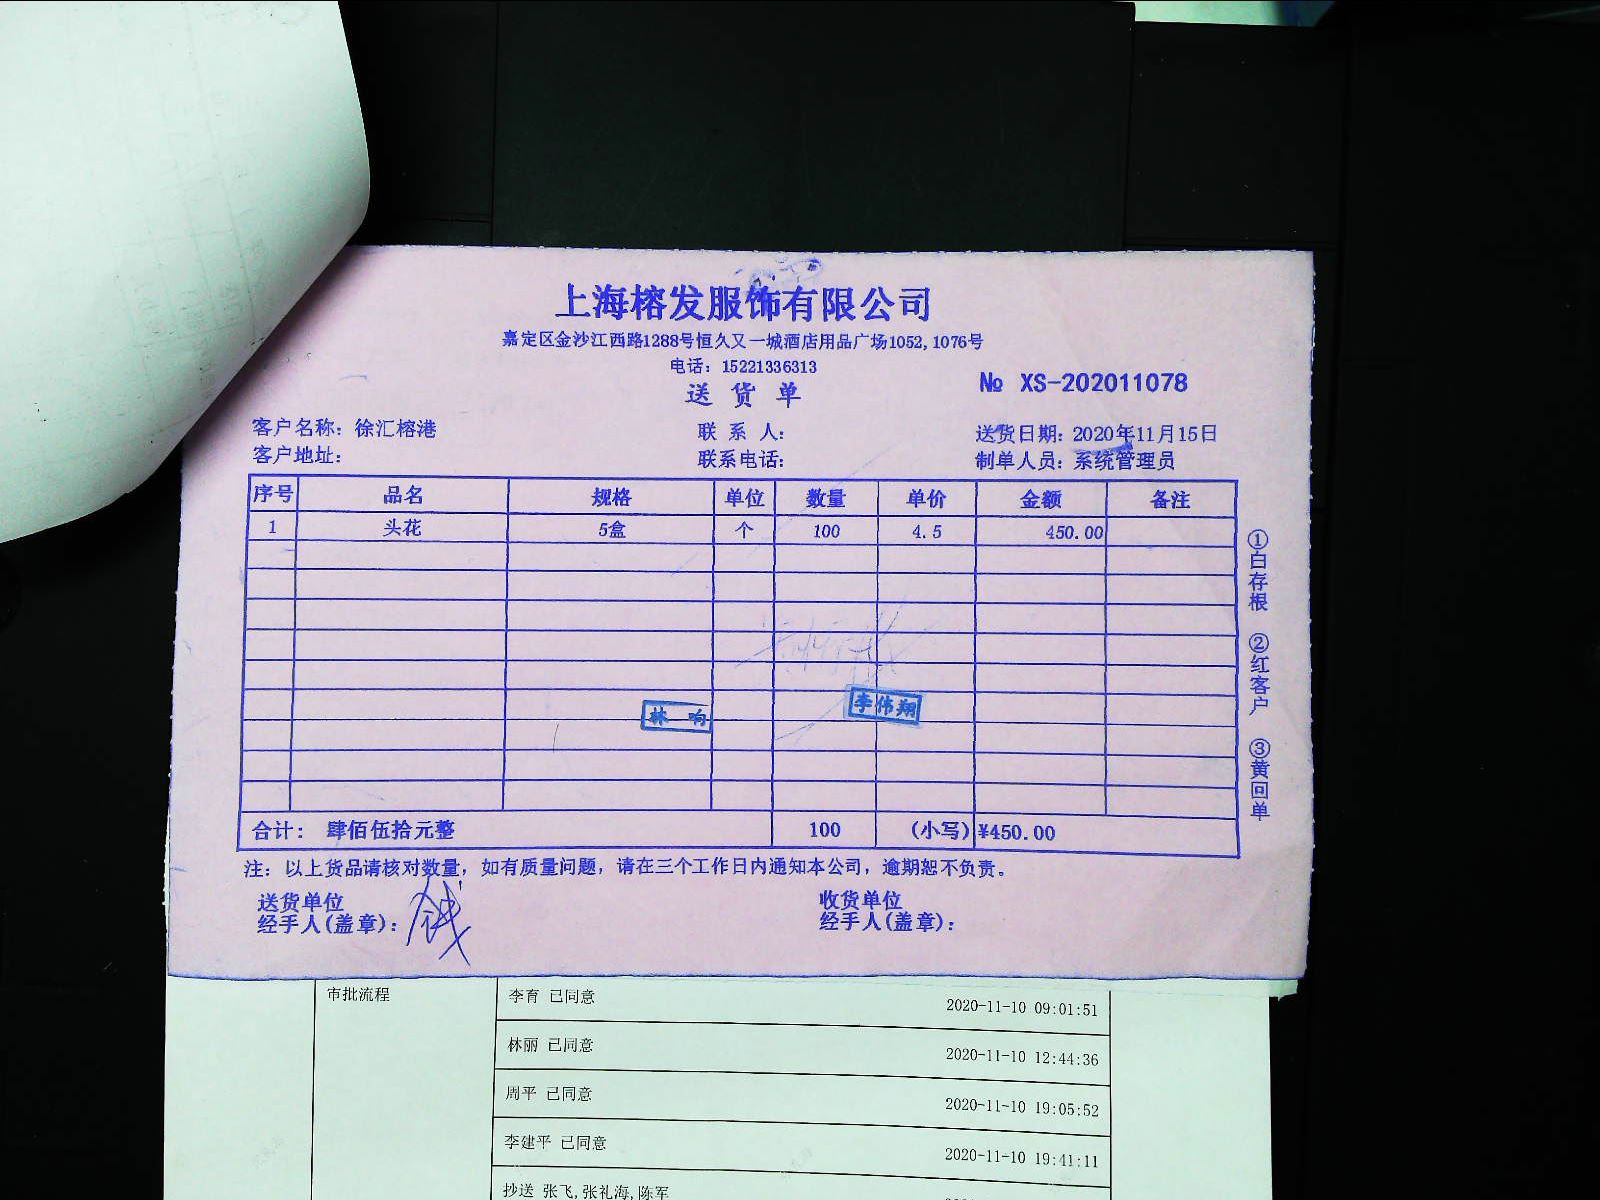 上海榕发服饰有限公司
嘉定区金沙江西路1288号恒久又一城酒店用品广场1052,1076号
电话：15221336313
送 货 单
№ XS-202011078
客户名称：徐汇榕港 联 系 人： 送货日期：2020年11月15日
客户地址： 联系电话： 制单人员：系统管理员
序号 品名 规格 单位 数量 单价 金额 备注
1 头花 5盒 个 100 4.5 450.00
林 响
李伟翔
合计： 肆佰伍拾元整 100 (小写) ¥450.00
①白存根 ②红客户 ③黄回单
注：以上货品请核对数量，如有质量问题，请在三个工作日内通知本公司，逾期恕不负责。
送货单位 收货单位
经手人(盖章)： 经手人(盖章)：
审批流程
李育 已同意 2020-11-10 09:01:51
林丽 已同意 2020-11-10 12:44:36
周平 已同意 2020-11-10 19:05:52
李建平 已同意 2020-11-10 19:41:11
抄送 张飞,张礼海,陈军